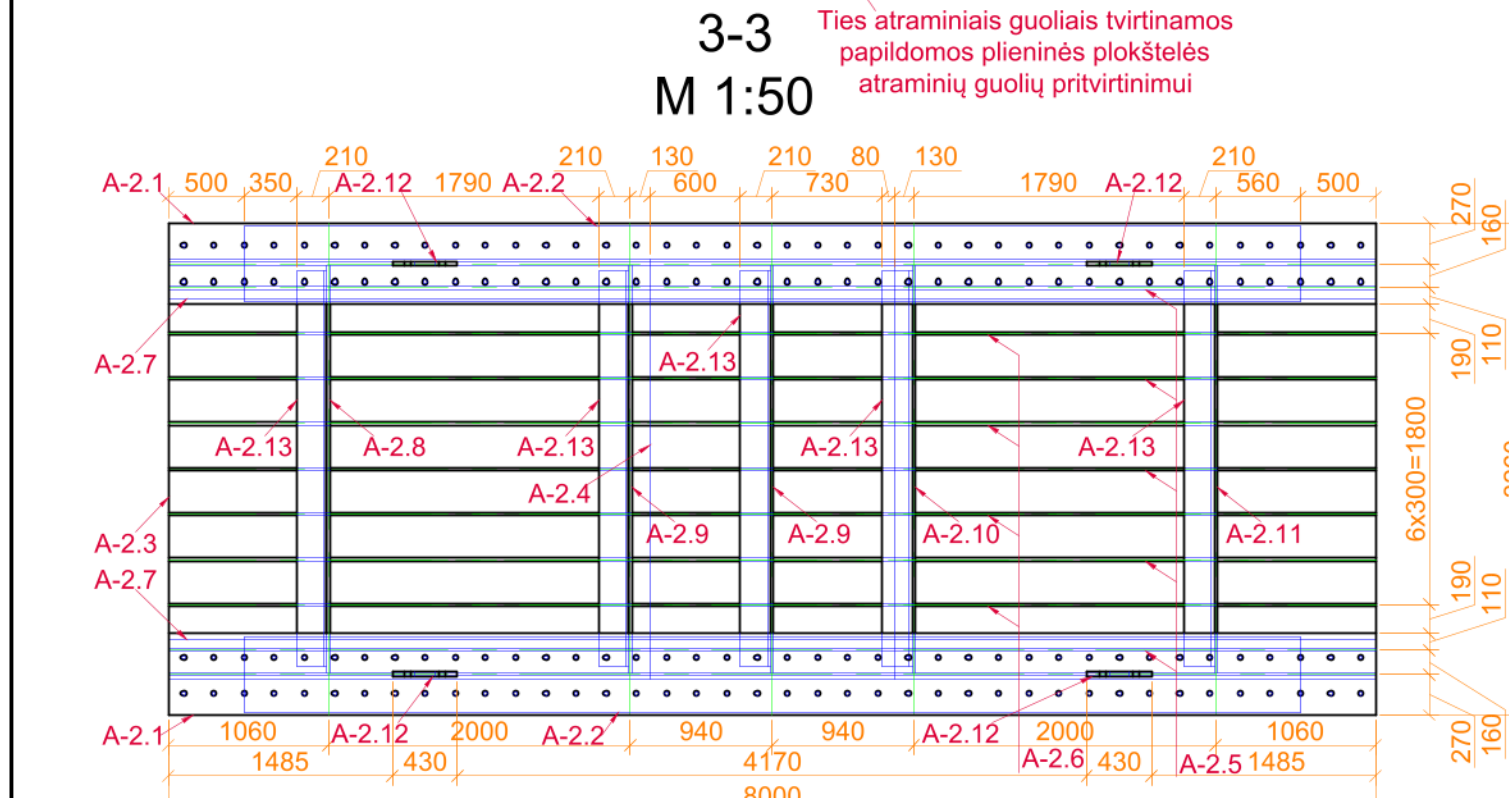 3-3
M 1:50
Ties atraminiais guoliais tvirtinamos
papildomos plieninės plokštelės
atraminių guolių pritvirtinimui
210 210 130 210 80 130 210
A-2.1 500 350 A-2.12 1790 A-2.2 600 730 1790 A-2.12 560 500
270
160
A-2.7 A-2.13
190
110
A-2.13 A-2.8 A-2.13 A-2.13 A-2.13
6x300=1800
A-2.4
A-2.3 A-2.9 A-2.9 A-2.10 A-2.11
A-2.7
190
110
A-2.1 1060 A-2.12 2000 A-2.2 940 940 A-2.12 2000 1060
270
160
1485 430 4170 A-2.6 430 A-2.5 1485
8000